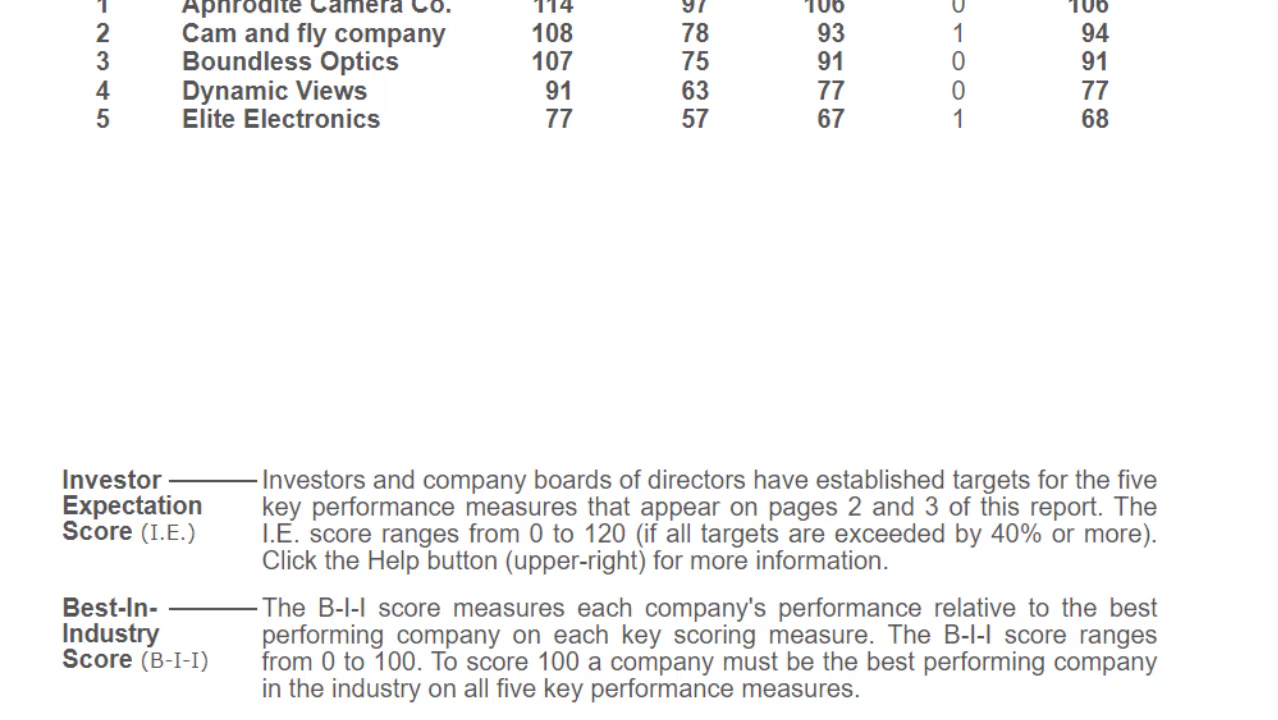 1 Aphrodite Camera Co. 114 97 106 0 106
2 Cam and fly company 108 78 93 1 94
3 Boundless Optics 107 75 91 0 91
4 Dynamic Views 91 63 77 0 77
5 Elite Electronics 77 57 67 1 68
Investor Investors and company boards of directors have established targets for the five
Expectation key performance measures that appear on pages 2 and 3 of this report. The
Score (I.E.) I.E. score ranges from 0 to 120 (if all targets are exceeded by 40% or more).
Click the Help button (upper-right) for more information.
Best-In- The B-I-I score measures each company's performance relative to the best
Industry performing company on each key scoring measure. The B-I-I score ranges
Score (B-I-I) from 0 to 100. To score 100 a company must be the best performing company
in the industry on all five key performance measures.